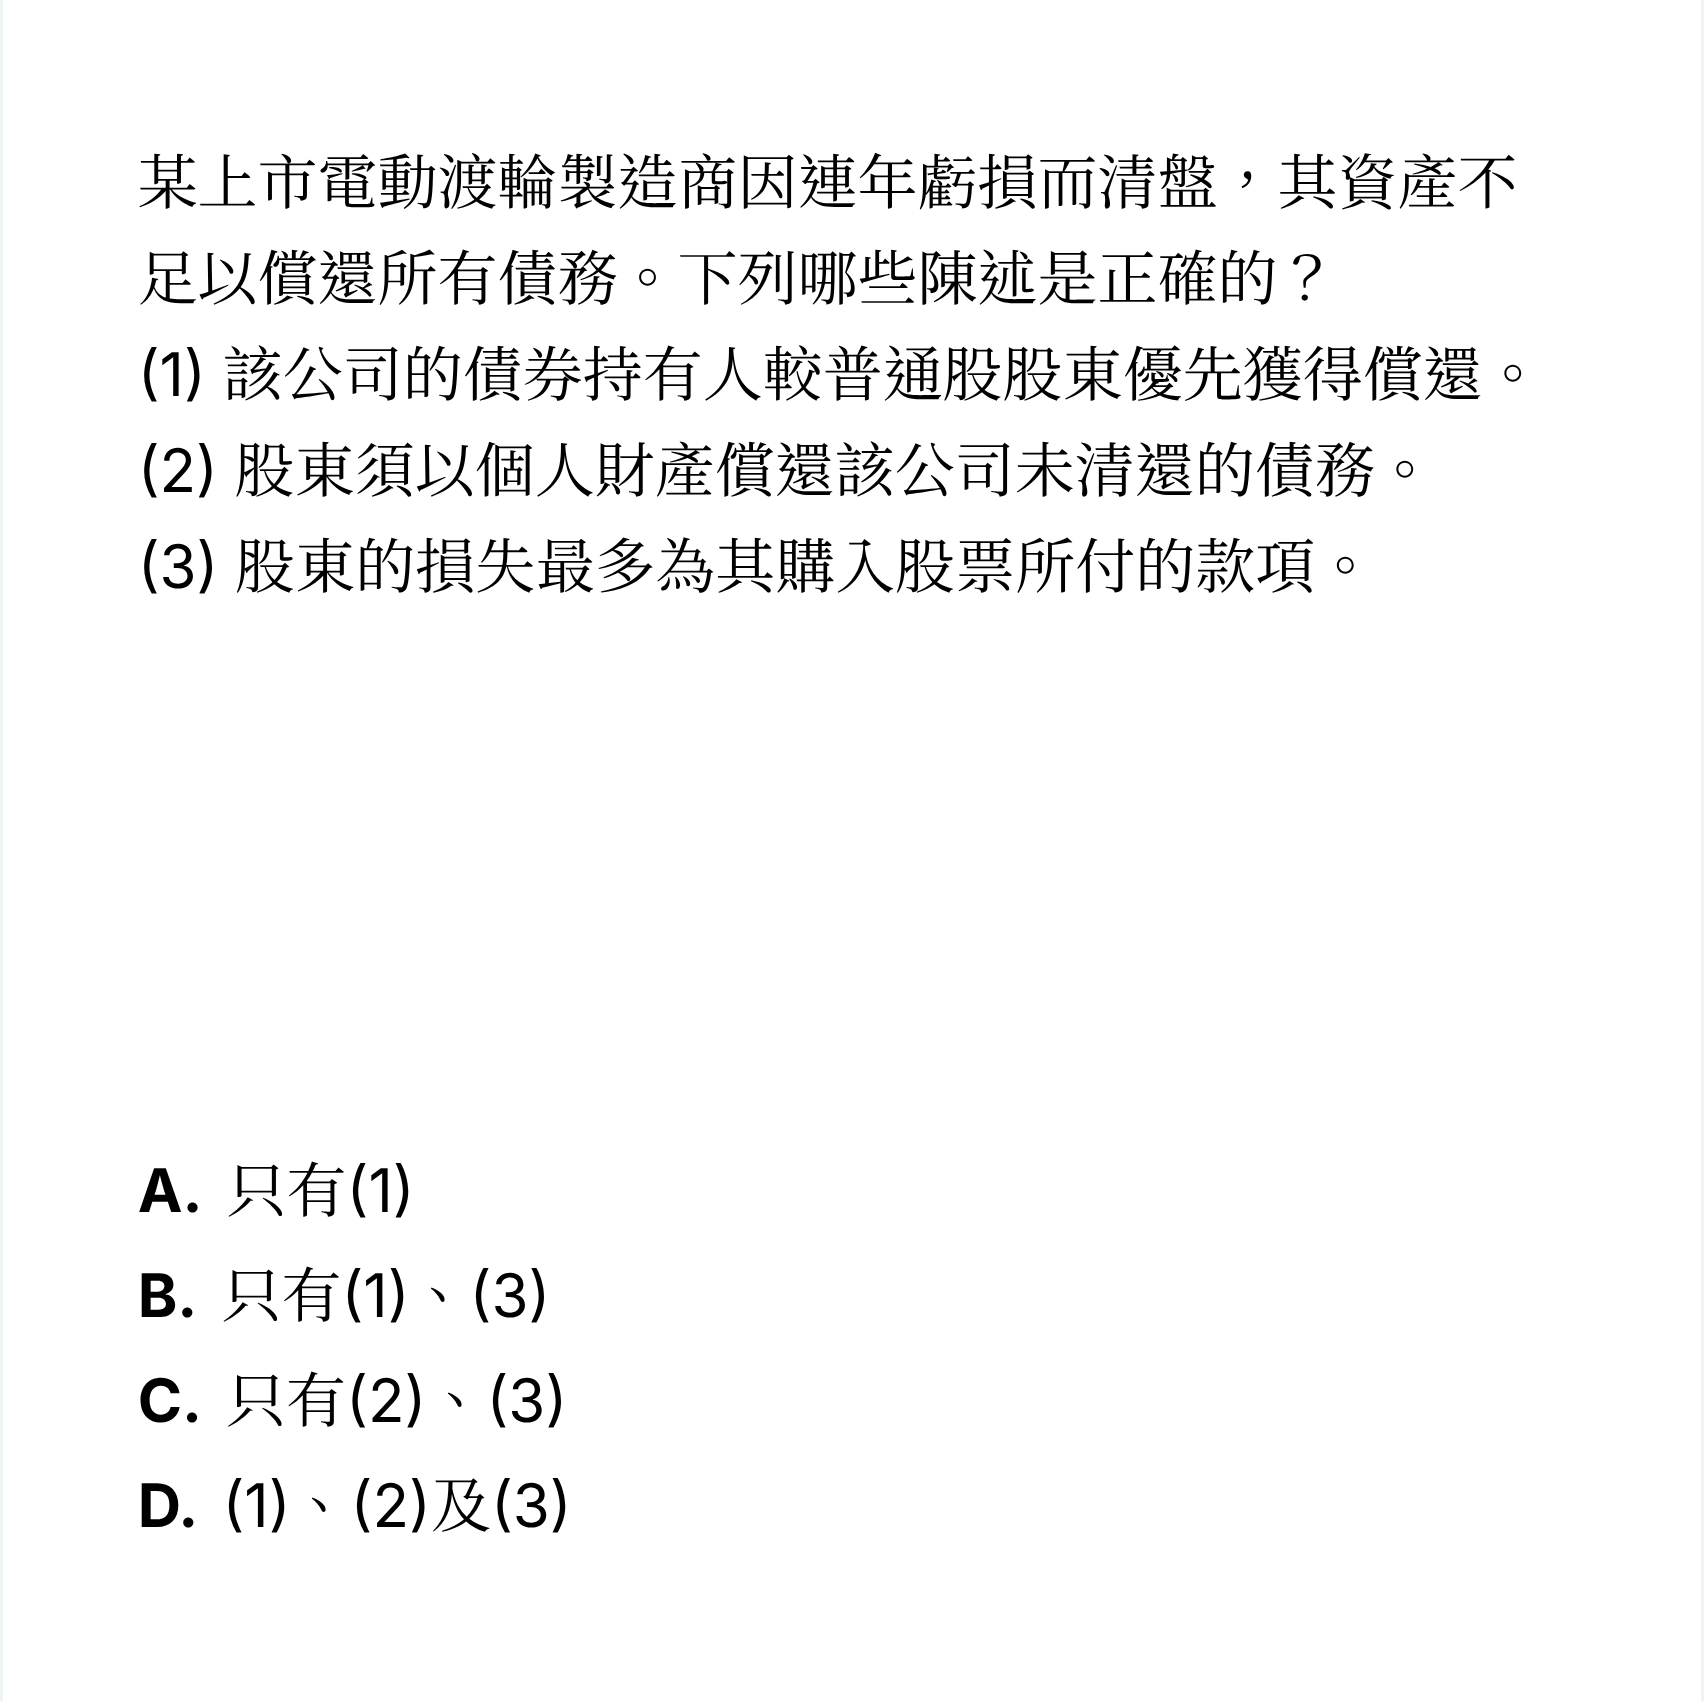 某上市電動渡輪製造商因連年虧損而清盤，其資產不
足以償還所有債務。下列哪些陳述是正確的？
(1) 該公司的債券持有人較普通股股東優先獲得償還。
(2) 股東須以個人財產償還該公司未清還的債務。
(3) 股東的損失最多為其購入股票所付的款項。
A. 只有(1)
B. 只有(1)、(3)
C. 只有(2)、(3)
D. (1)、(2)及(3)